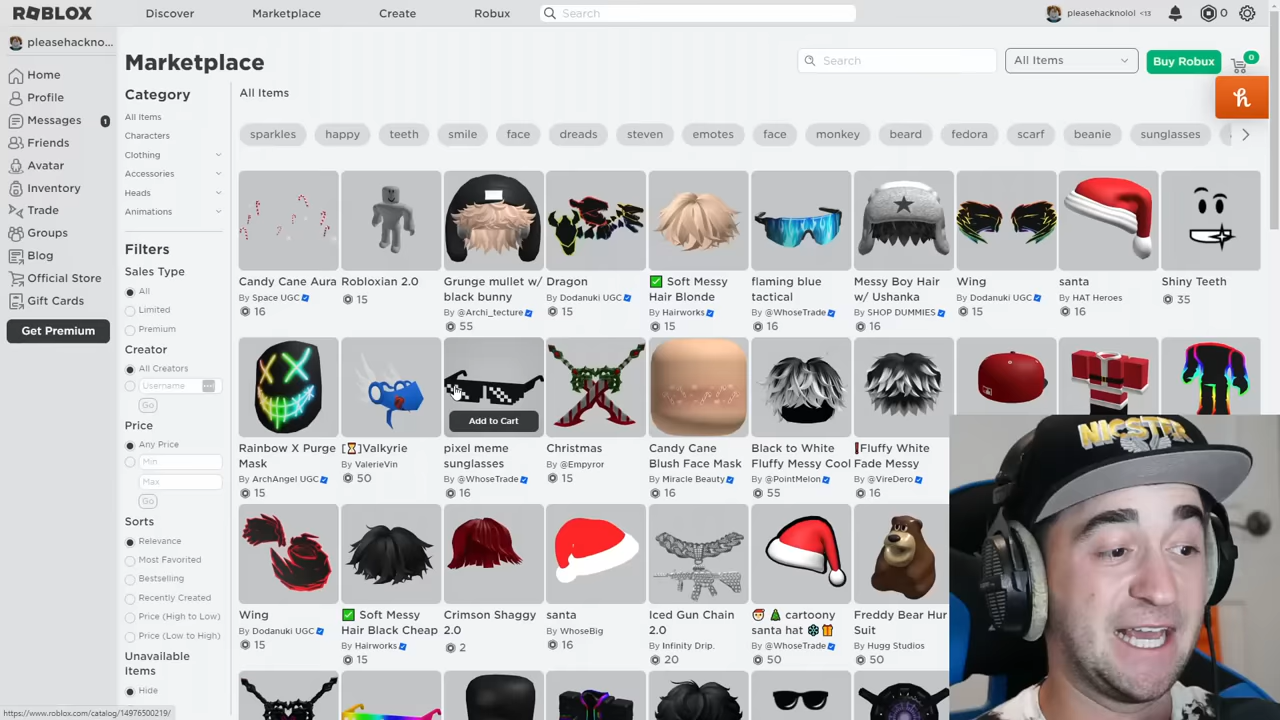 ROBLOX Discover Marketplace Create Robux Search pleasehacknolol <13 0
pleasehackno...
Home
Profile
Messages 1
Friends
Avatar
Inventory
Trade
Groups
Blog
Official Store
Gift Cards
Get Premium
Marketplace
Search All Items Buy Robux 0
h
Category
All Items
Characters
Clothing
Accessories
Heads
Animations
Filters
Sales Type
All
Limited
Premium
Creator
All Creators
Username
Go
Price
Any Price
Min
Max
Go
Sorts
Relevance
Most Favorited
Bestselling
Recently Created
Price (High to Low)
Price (Low to High)
Unavailable
Items
Hide
All Items
sparkles happy teeth smile face dreads steven emotes face monkey beard fedora scarf beanie sunglasses
Candy Cane Aura
By Space UGC
16
Robloxian 2.0
15
Grunge mullet w/
black bunny
By @Archi_tecture
55
Dragon
By Dodanuki UGC
15
✅ Soft Messy
Hair Blonde
By Hairworks
15
flaming blue
tactical
By @WhoseTrade
16
Messy Boy Hair
w/ Ushanka
By SHOP DUMMIES
16
Wing
By Dodanuki UGC
15
santa
By HAT Heroes
16
Shiny Teeth
35
Add to Cart
Rainbow X Purge
Mask
By ArchAngel UGC
15
[⌛]Valkyrie
By ValerieVin
50
pixel meme
sunglasses
By @WhoseTrade
16
Christmas
By @Empyror
15
Candy Cane
Blush Face Mask
By Miracle Beauty
16
Black to White
Fluffy Messy Cool
By @PointMelon
55
❗Fluffy White
Fade Messy
By @VireDero
16
Wing
By Dodanuki UGC
15
✅ Soft Messy
Hair Black Cheap
By Hairworks
15
Crimson Shaggy
2.0
2
santa
By WhoseBig
16
Iced Gun Chain
2.0
By Infinity Drip.
20
🎅 🎄 cartoony
santa hat ❄ 🎁
By @WhoseTrade
50
Freddy Bear Hur
Suit
By Hugg Studios
50
https://www.roblox.com/catalog/14976500219/